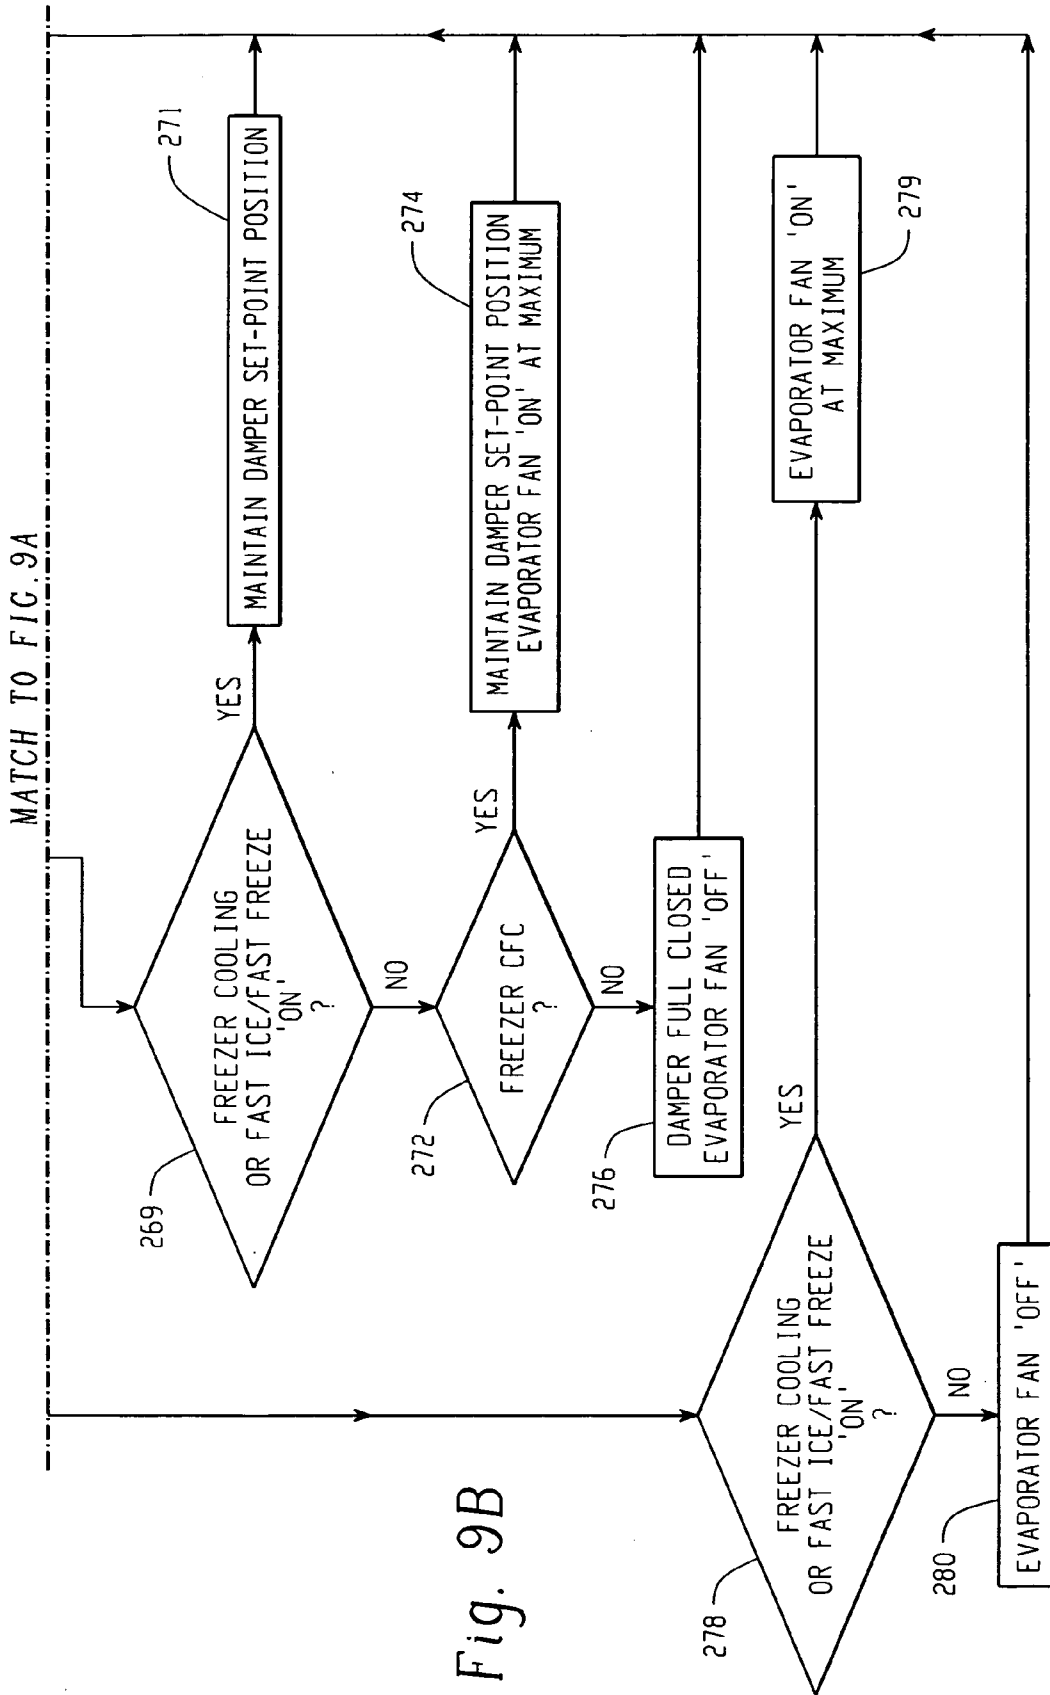 MATCH TO FIG.9A
FREEZER COOLING
OR FAST ICE/FAST FREEZE
'ON'
?
269
YES
MAINTAIN DAMPER SET-POINT POSITION
271
NO
FREEZER CFC
?
272
YES
MAINTAIN DAMPER SET-POINT POSITION
EVAPORATOR FAN 'ON' AT MAXIMUM
274
NO
DAMPER FULL CLOSED
EVAPORATOR FAN 'OFF'
276
FREEZER COOLING
OR FAST ICE/FAST FREEZE
'ON'
?
278
YES
EVAPORATOR FAN 'ON'
AT MAXIMUM
279
NO
EVAPORATOR FAN 'OFF'
280
Fig. 9B